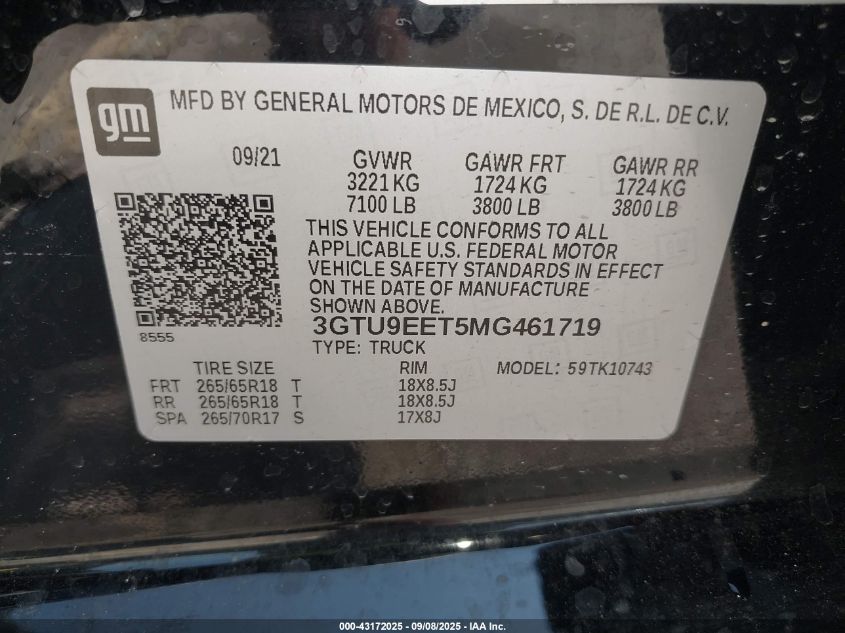 gm
MFD BY GENERAL MOTORS DE MEXICO, S. DE R.L. DE C.V.
09/21 GVWR GAWR FRT GAWR RR
3221 KG 1724 KG 1724 KG
7100 LB 3800 LB 3800 LB
THIS VEHICLE CONFORMS TO ALL
APPLICABLE U.S. FEDERAL MOTOR
VEHICLE SAFETY STANDARDS IN EFFECT
ON THE DATE OF MANUFACTURE
SHOWN ABOVE.
3GTU9EET5MG461719
8555
TYPE: TRUCK
TIRE SIZE RIM MODEL: 59TK10743
FRT 265/65R18 T 18X8.5J
RR 265/65R18 T 18X8.5J
SPA 265/70R17 S 17X8J
000-43172025 - 09/08/2025 - IAA Inc.